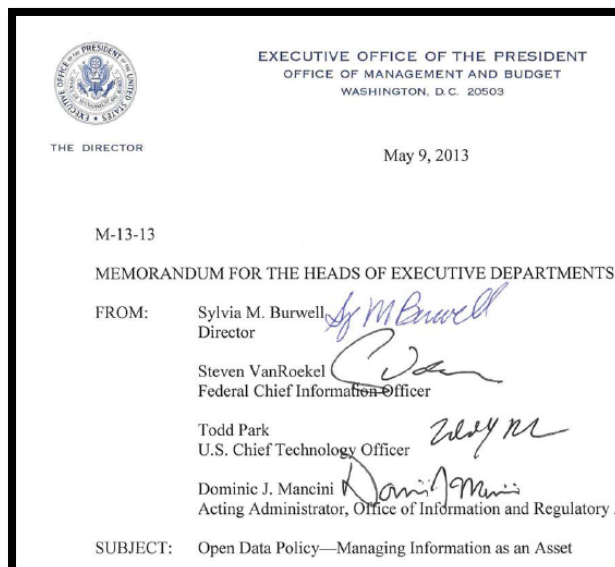 EXECUTIVE OFFICE OF THE PRESIDENT
OFFICE OF MANAGEMENT AND BUDGET
WASHINGTON, D.C. 20503
THE DIRECTOR
May 9, 2013
M-13-13
MEMORANDUM FOR THE HEADS OF EXECUTIVE DEPARTMENTS
FROM: Sylvia M. Burwell
Director
Steven VanRoekel
Federal Chief Information Officer
Todd Park
U.S. Chief Technology Officer
Dominic J. Mancini
Acting Administrator, Office of Information and Regulatory
SUBJECT: Open Data Policy—Managing Information as an Asset